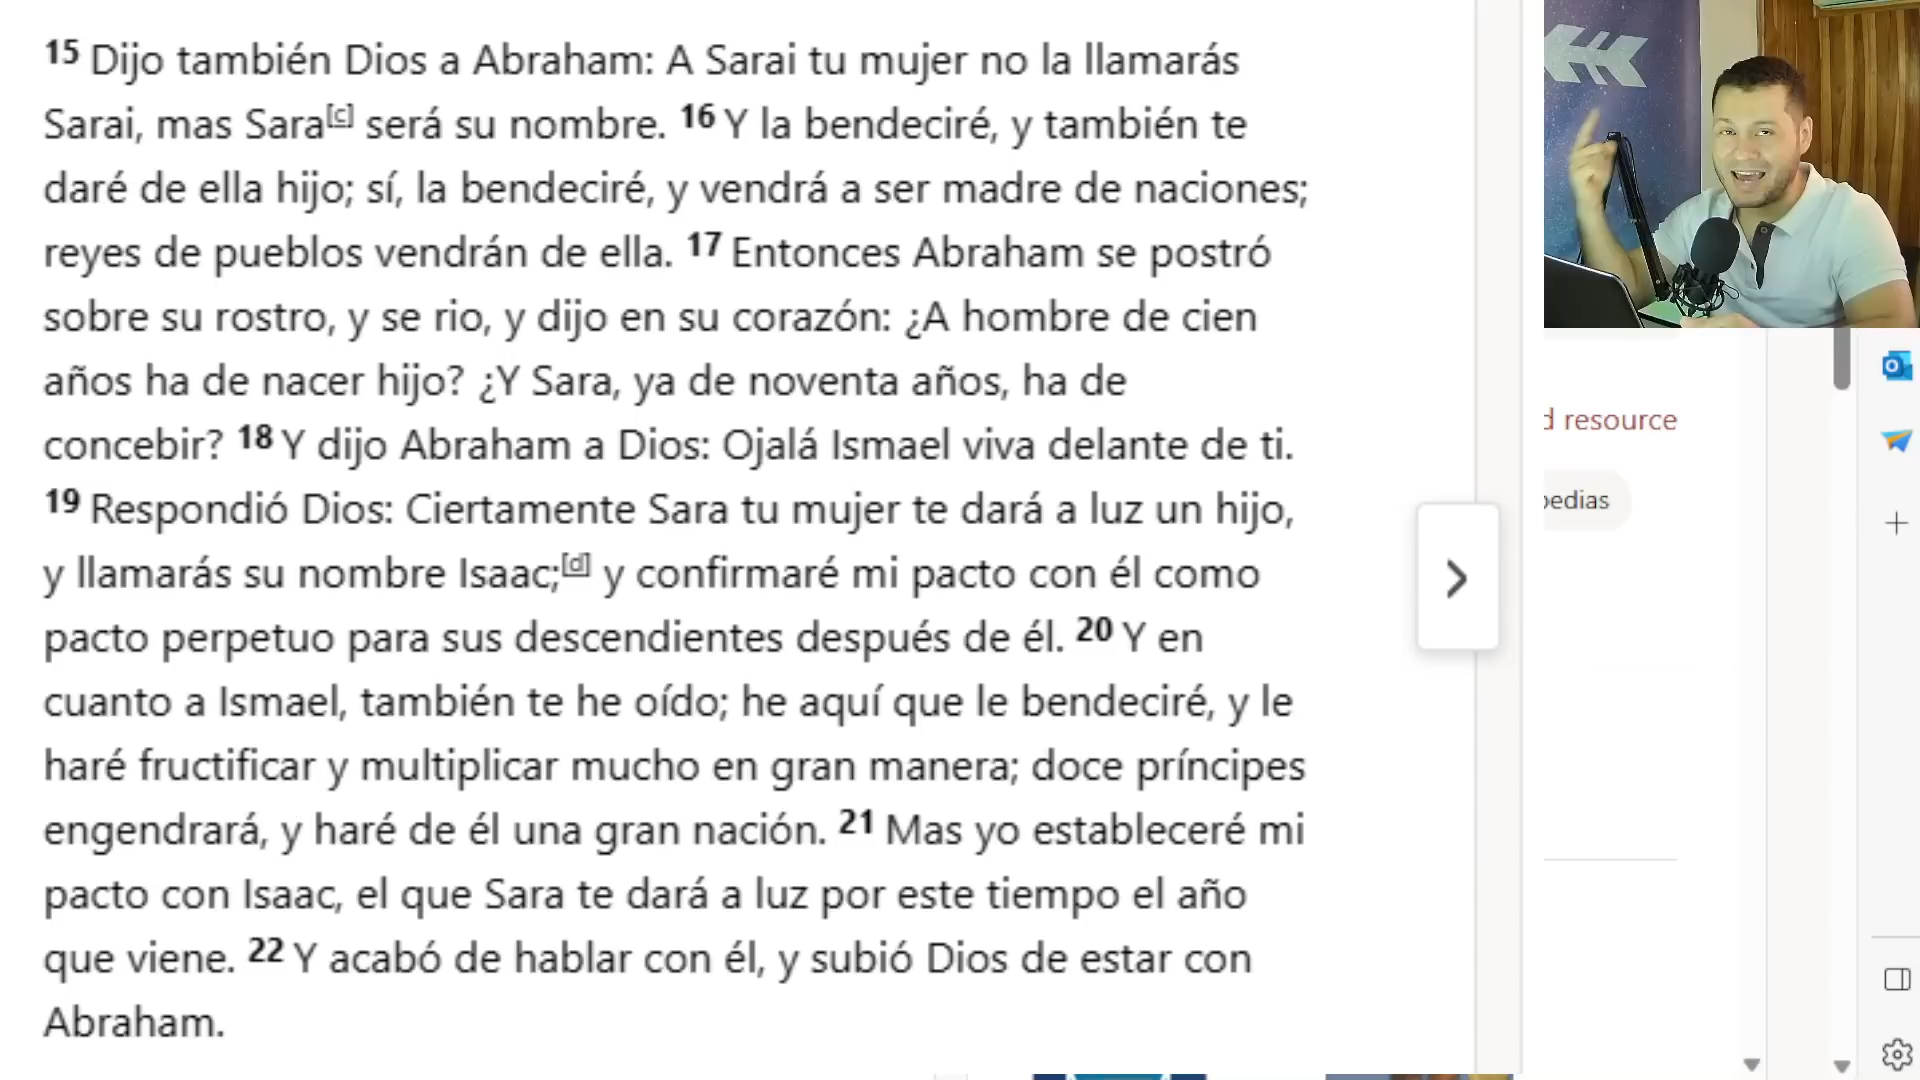 15 Dijo también Dios a Abraham: A Sarai tu mujer no la llamarás
Sarai, mas Sara[c] será su nombre. 16 Y la bendeciré, y también te
daré de ella hijo; sí, la bendeciré, y vendrá a ser madre de naciones;
reyes de pueblos vendrán de ella. 17 Entonces Abraham se postró
sobre su rostro, y se rio, y dijo en su corazón: ¿A hombre de cien
años ha de nacer hijo? ¿Y Sara, ya de noventa años, ha de
concebir? 18 Y dijo Abraham a Dios: Ojalá Ismael viva delante de ti.
19 Respondió Dios: Ciertamente Sara tu mujer te dará a luz un hijo,
y llamarás su nombre Isaac;[d] y confirmaré mi pacto con él como
pacto perpetuo para sus descendientes después de él. 20 Y en
cuanto a Ismael, también te he oído; he aquí que le bendeciré, y le
haré fructificar y multiplicar mucho en gran manera; doce príncipes
engendrará, y haré de él una gran nación. 21 Mas yo estableceré mi
pacto con Isaac, el que Sara te dará a luz por este tiempo el año
que viene. 22 Y acabó de hablar con él, y subió Dios de estar con
Abraham.
d resource
pedias